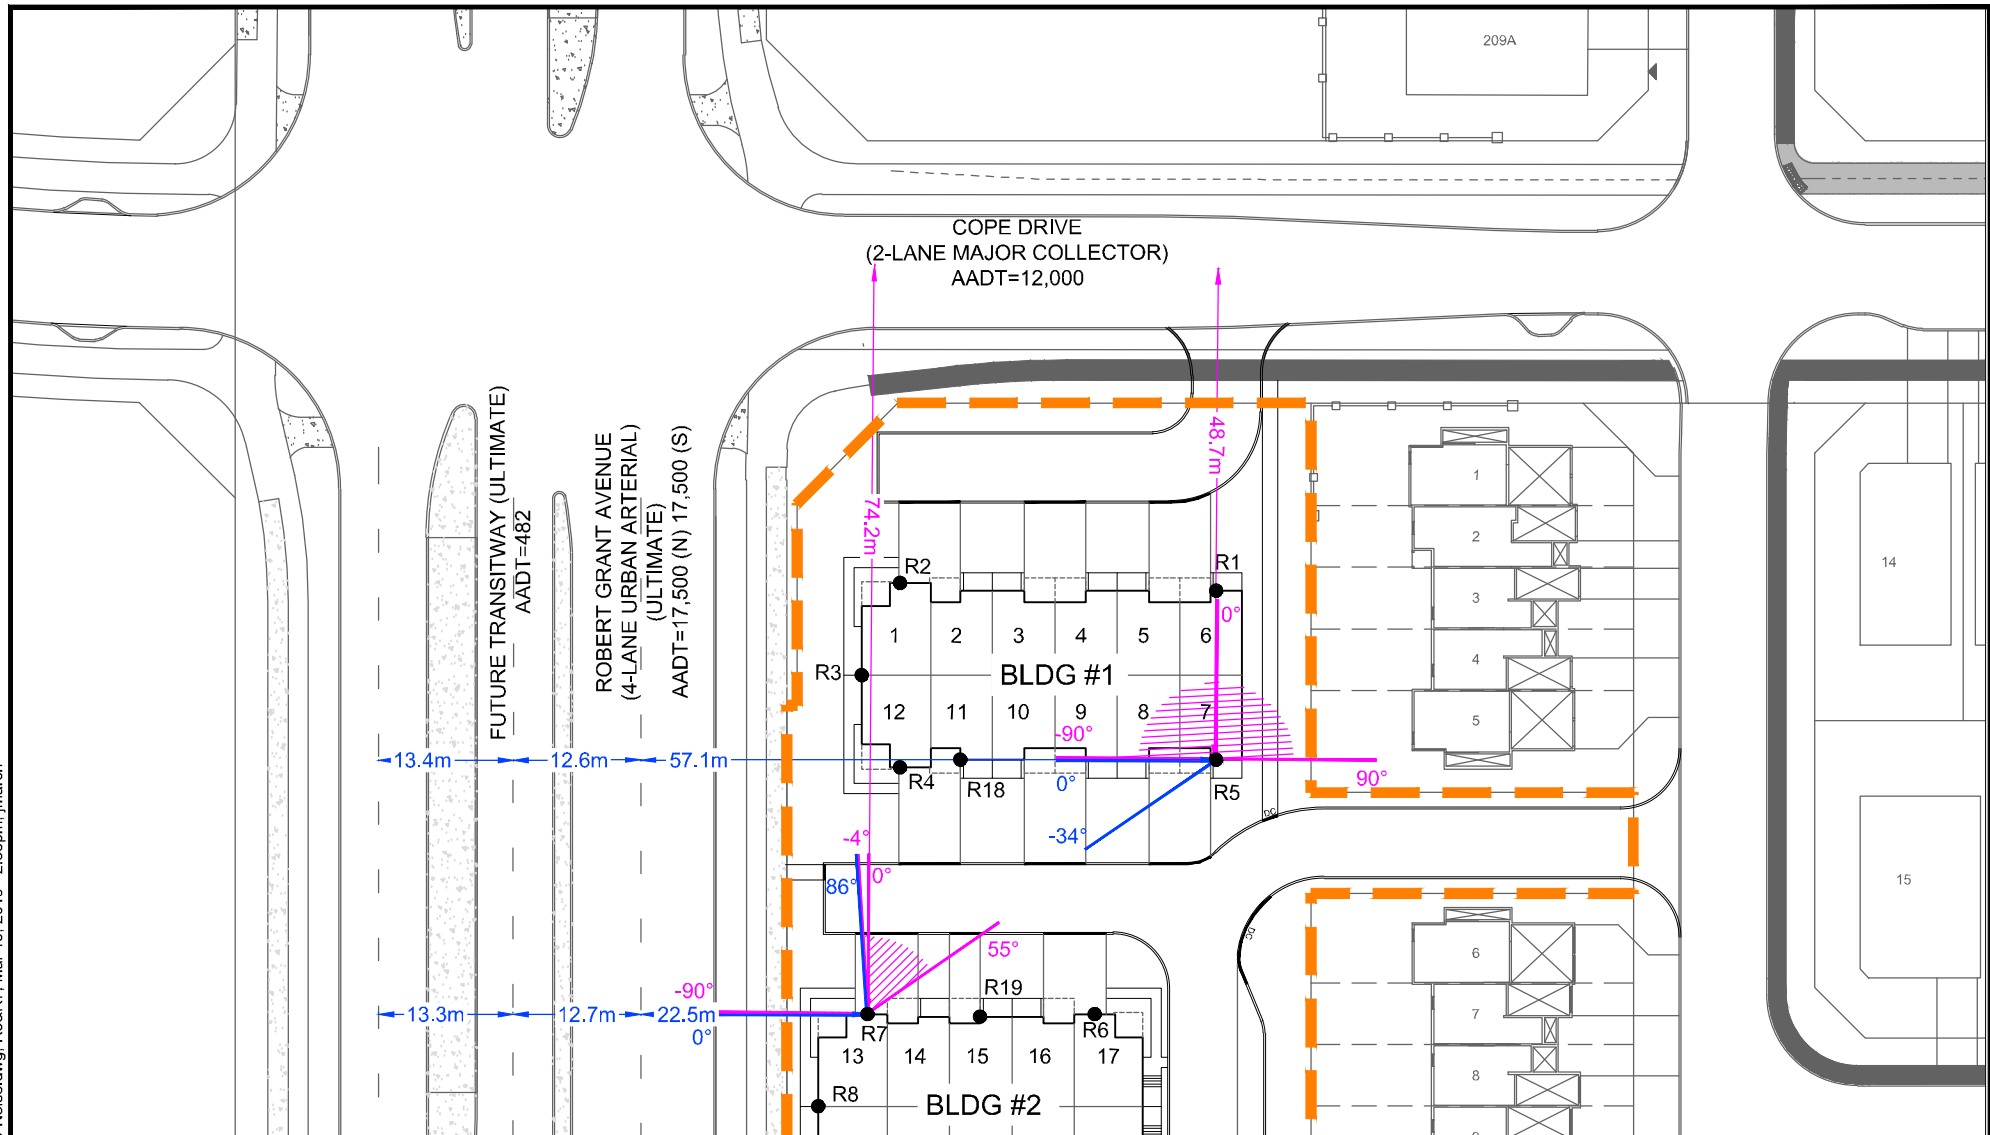 209A
COPE DRIVE
(2-LANE MAJOR COLLECTOR)
AADT=12,000
FUTURE TRANSITWAY (ULTIMATE)
AADT=482
ROBERT GRANT AVENUE
(4-LANE URBAN ARTERIAL)
(ULTIMATE)
AADT=17,500 (N) 17,500 (S)
74.2m
48.7m
R2
R1
0°
1 2 3 4 5 6
R3
BLDG #1
12 11 10 9 8 7
-90°
13.4m 12.6m 57.1m
R4
R18
0°
R5
90°
-34°
DC
1
2
3
4
5
14
15
-4°
86°
0°
55°
DC
-90°
13.3m 12.7m 22.5m
0°
R7
R19
R6
13 14 15 16 17
R8
BLDG #2
6
7
8